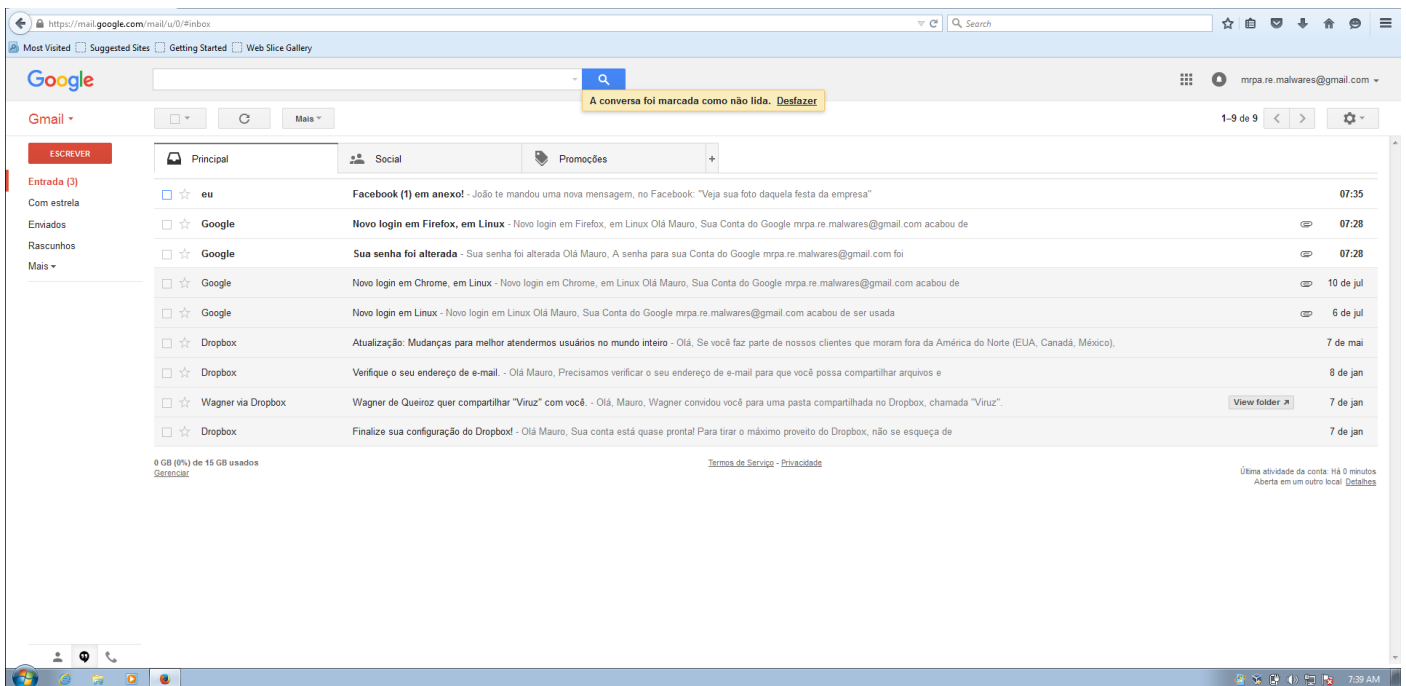 https://mail.google.com/mail/u/0/#inbox Search
Most Visited Suggested Sites Getting Started Web Slice Gallery
Google mrpa.re.malwares@gmail.com
A conversa foi marcada como não lida. Desfazer
Gmail Mais 1–9 de 9
ESCREVER
Entrada (3)
Com estrela
Enviados
Rascunhos
Mais
Principal Social Promoções +
eu Facebook (1) em anexo! - João te mandou uma nova mensagem, no Facebook: "Veja sua foto daquela festa da empresa" 07:35
Google Novo login em Firefox, em Linux - Novo login em Firefox, em Linux Olá Mauro, Sua Conta do Google mrpa.re.malwares@gmail.com acabou de 07:28
Google Sua senha foi alterada - Sua senha foi alterada Olá Mauro, A senha para sua Conta do Google mrpa.re.malwares@gmail.com foi 07:28
Google Novo login em Chrome, em Linux - Novo login em Chrome, em Linux Olá Mauro, Sua Conta do Google mrpa.re.malwares@gmail.com acabou de 10 de jul
Google Novo login em Linux - Novo login em Linux Olá Mauro, Sua Conta do Google mrpa.re.malwares@gmail.com acabou de ser usada 6 de jul
Dropbox Atualização: Mudanças para melhor atendermos usuários no mundo inteiro - Olá, Se você faz parte de nossos clientes que moram fora da América do Norte (EUA, Canadá, México), 7 de mai
Dropbox Verifique o seu endereço de e-mail. - Olá Mauro, Precisamos verificar o seu endereço de e-mail para que você possa compartilhar arquivos e 8 de jan
Wagner via Dropbox Wagner de Queiroz quer compartilhar "Viruz" com você. - Olá, Mauro, Wagner convidou você para uma pasta compartilhada no Dropbox, chamada "Viruz". View folder 7 de jan
Dropbox Finalize sua configuração do Dropbox! - Olá Mauro, Sua conta está quase pronta! Para tirar o máximo proveito do Dropbox, não se esqueça de 7 de jan
0 GB (0%) de 15 GB usados
Gerenciar
Termos de Serviço - Privacidade
Última atividade da conta: Há 0 minutos
Aberta em um outro local Detalhes
7:39 AM